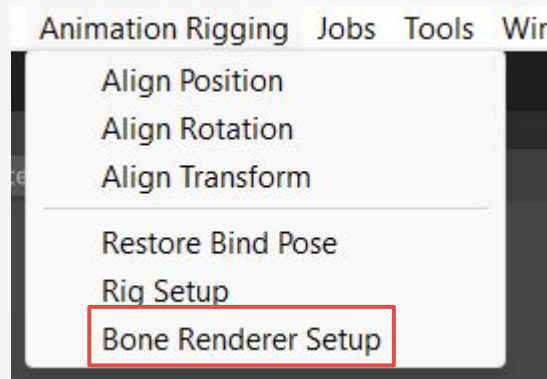 Animation Rigging Jobs Tools
Align Position
Align Rotation
Align Transform
Restore Bind Pose
Rig Setup
Bone Renderer Setup